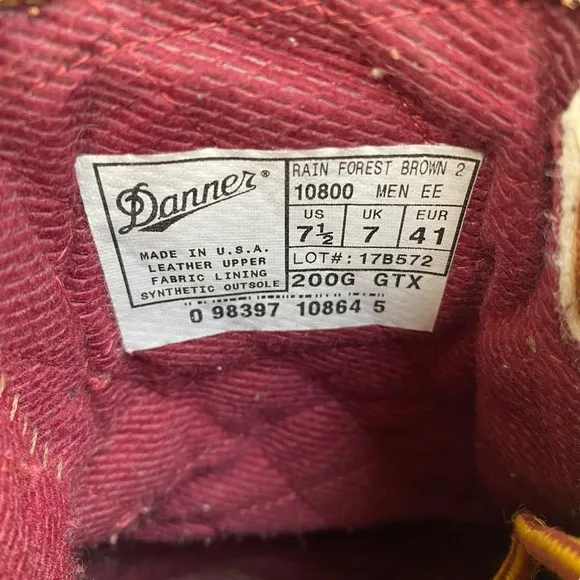 Danner®
MADE IN U.S.A.
LEATHER UPPER
FABRIC LINING
SYNTHETIC OUTSOLE
RAIN FOREST BROWN 2
10800 MEN EE
US UK EUR
7½ 7 41
LOT#: 17B572
200G GTX
0 98397 10864 5